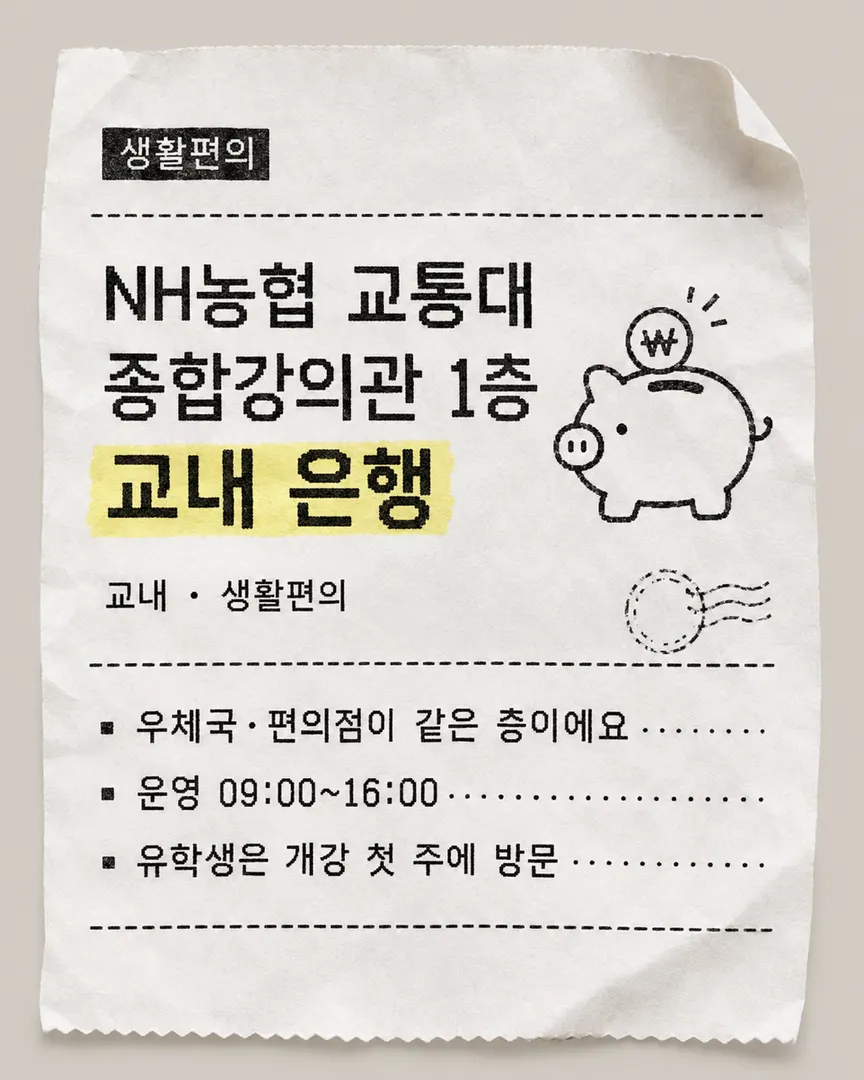 생활편의
NH농협 교통대
종합강의관 1층
교내 은행
교내 · 생활편의
₩
▪ 우체국·편의점이 같은 층이에요 ........
▪ 운영 09:00~16:00 ...................
▪ 유학생은 개강 첫 주에 방문 ............